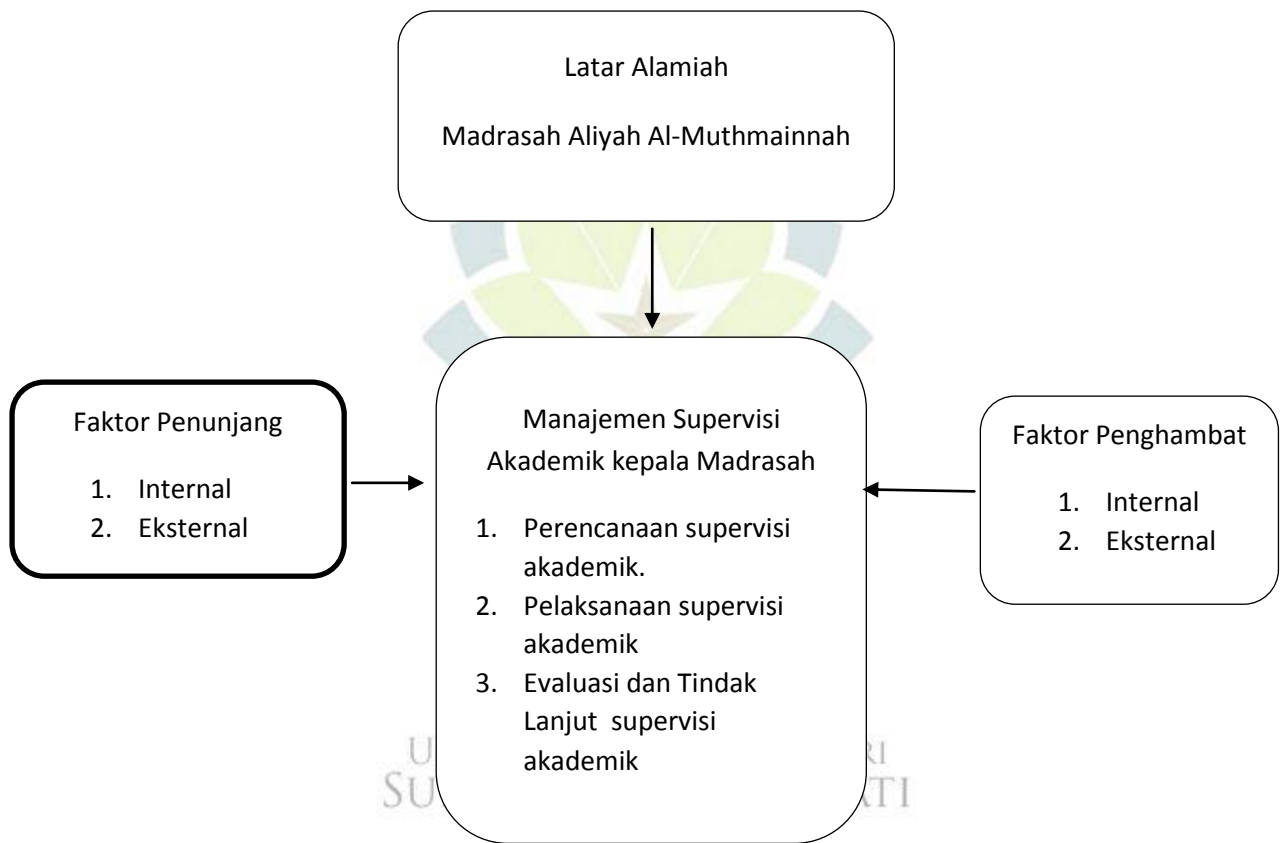 Latar Alamiah
Madrasah Aliyah Al-Muthmainnah
Faktor Penunjang
1. Internal
2. Eksternal
Manajemen Supervisi
Akademik kepala Madrasah
1. Perencanaan supervisi
akademik.
2. Pelaksanaan supervisi
akademik
3. Evaluasi dan Tindak
Lanjut supervisi
akademik
Faktor Penghambat
1. Internal
2. Eksternal